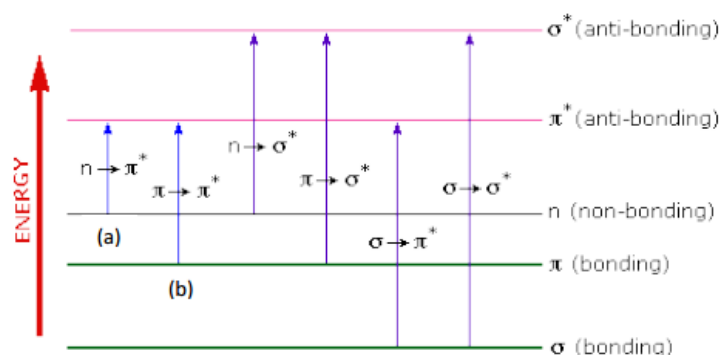 σ* (anti-bonding)
π* (anti-bonding)
n → σ*
n → π*
π → π*
π → σ*
σ → σ*
n (non-bonding)
(a)
σ → π*
π (bonding)
(b)
σ (bonding)
ENERGY